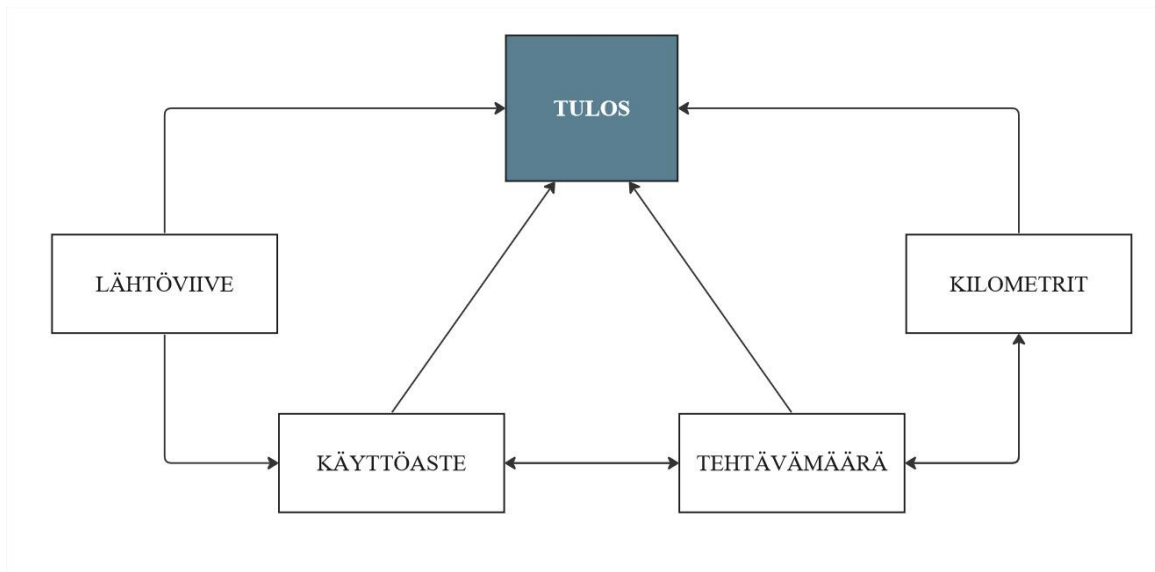 TULOS
LÄHTÖVIIVE
KILOMETRIT
KÄYTTÖASTE
TEHTÄVÄMÄÄRÄ